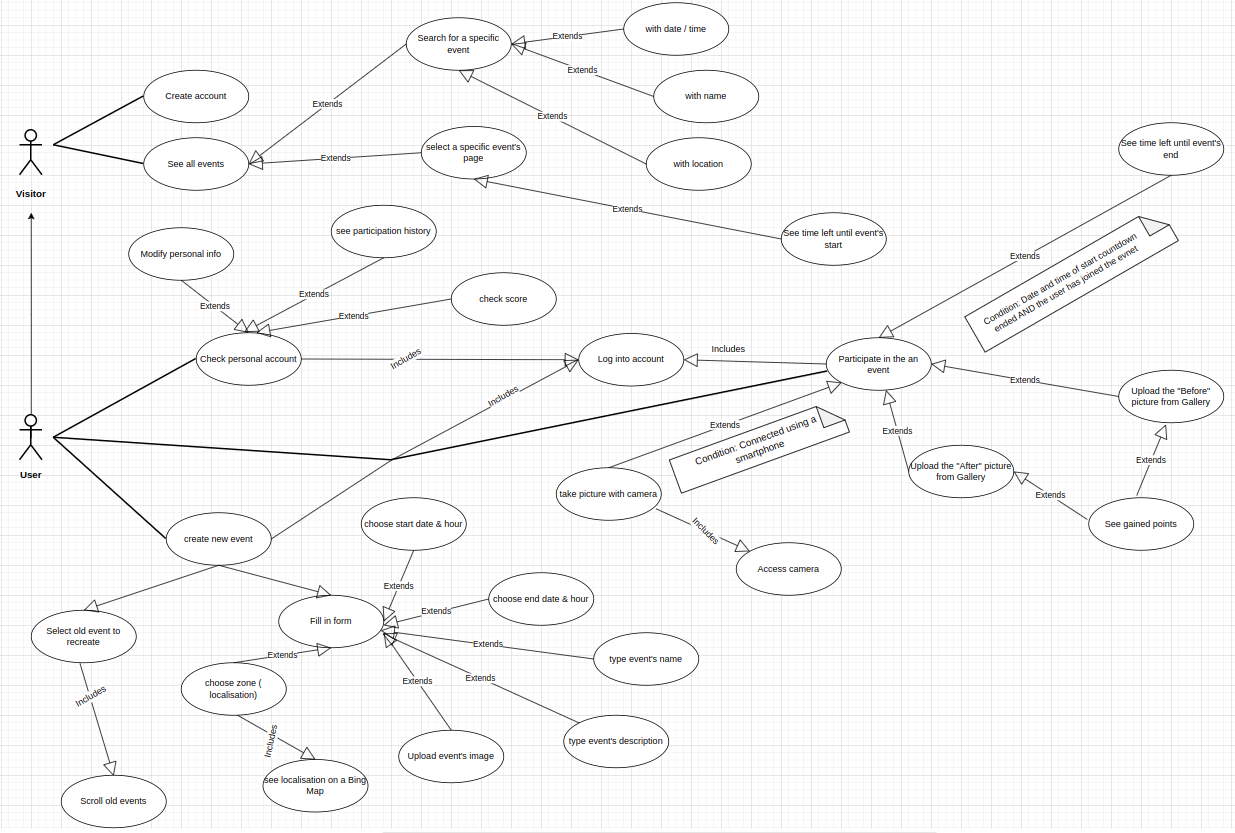 Search for a specific
event
Extends
with date / time
Extends
with name
Create account
Extends
Extends
See all events
Extends
select a specific event's
page
with location
See time left until event's
end
Visitor
Extends
See time left until event's
start
see participation history
Modify personal info
Extends
Condition: Date and time of start countdown
ended AND the user has joined the evnet
Extends
Extends
check score
Extends
Check personal account
Includes
Log into account
Includes
Participate in the an
event
Includes
Extends
Upload the "Before"
picture from Gallery
User
Extends
Condition: Connected using a
smartphone
Extends
Upload the "After" picture
from Gallery
Extends
take picture with camera
Extends
See gained points
Includes
Access camera
create new event
choose start date & hour
Extends
choose end date & hour
Extends
Fill in form
Select old event to
recreate
Extends
Extends
type event's name
Includes
choose zone (
localisation)
Extends
Extends
Includes
Upload event's image
type event's description
see localisation on a Bing
Map
Scroll old events